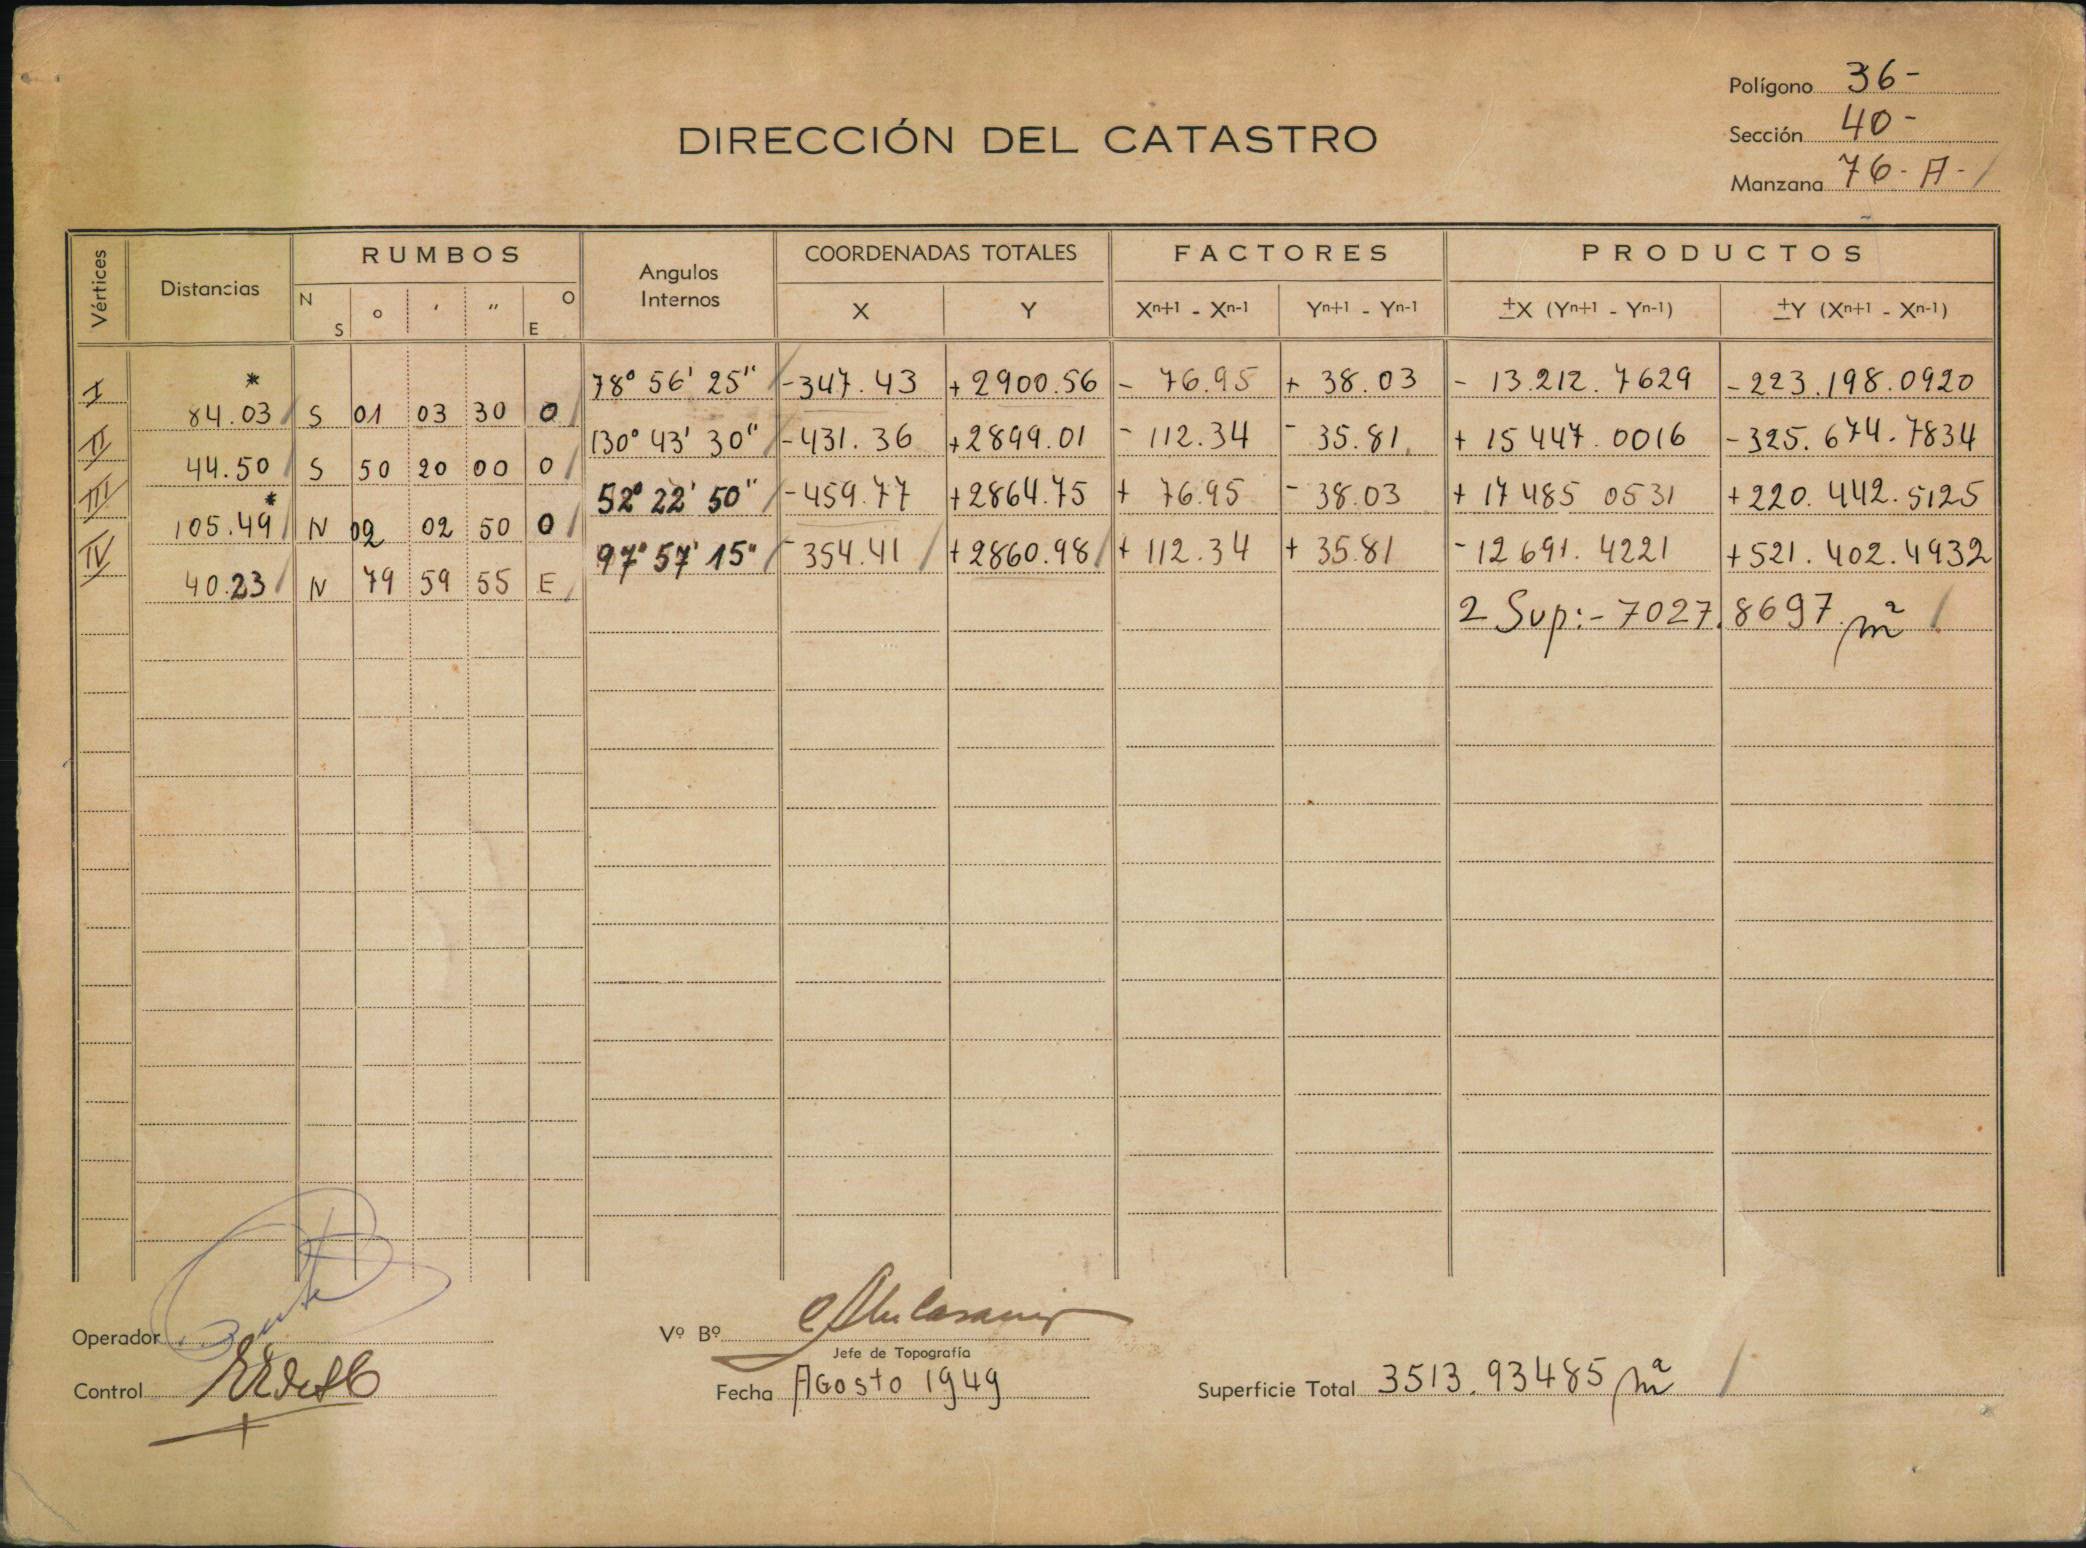 Polígono 36-
Sección 40-
Manzana 76-A-/
DIRECCIÓN DEL CATASTRO
Vértices Distancias RUMBOS Angulos Internos COORDENADAS TOTALES FACTORES PRODUCTOS
N S o ' " E O X Y Xn+1 - Xn-1 Yn+1 - Yn-1 ±X (Yn+1 - Yn-1) ±Y (Xn+1 - Xn-1)
I * 78° 56' 25" / -347.43 +2900.56 - 76.95 + 38.03 - 13.212.7629 -223.198.0920
84.03 / S 01 03 30 O /
II 130° 43' 30" / -431.36 +2899.01 - 112.34 - 35.81 + 15 447.0016 -325.674.7834
44.50 / S 50 20 00 O /
III * 52° 22' 50" / -459.77 +2864.75 + 76.95 - 38.03 + 17 485 0531 +220.442.5125
105.49 / N 02 02 50 O /
IV 97° 57' 15" / - 354.41 / +2860.98 / + 112.34 + 35.81 -12 691.4221 +521.402.4932
40.23 / N 79 59 55 E /
2 Sup:- 7027.8697 m² /
Operador
Control
Vº Bº
Jefe de Topografía
Fecha Agosto 1949
Superficie Total 3513.93485 m² /